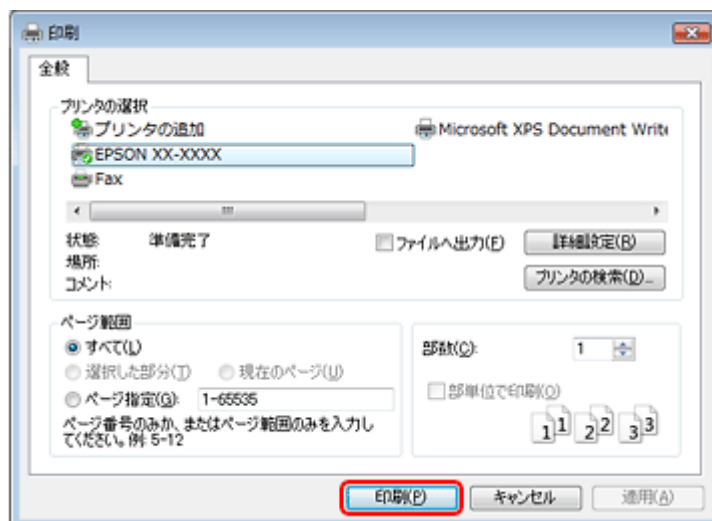 印刷
全般
プリンタの選択
プリンタの追加
Microsoft XPS Document Write
EPSON XX-XXXX
Fax
状態: 準備完了
ファイルへ出力(F)
詳細設定(R)
場所:
コメント:
プリンタの検索(D)...
ページ範囲
すべて(L)
選択した部分(T)
現在のページ(U)
ページ指定(G): 1-65535
ページ番号のみか、またはページ範囲のみを入力し
てください。例: 5-12
部数(C): 1
部単位で印刷(O)
1 1 2 2 3 3
印刷(P)
キャンセル
適用(A)